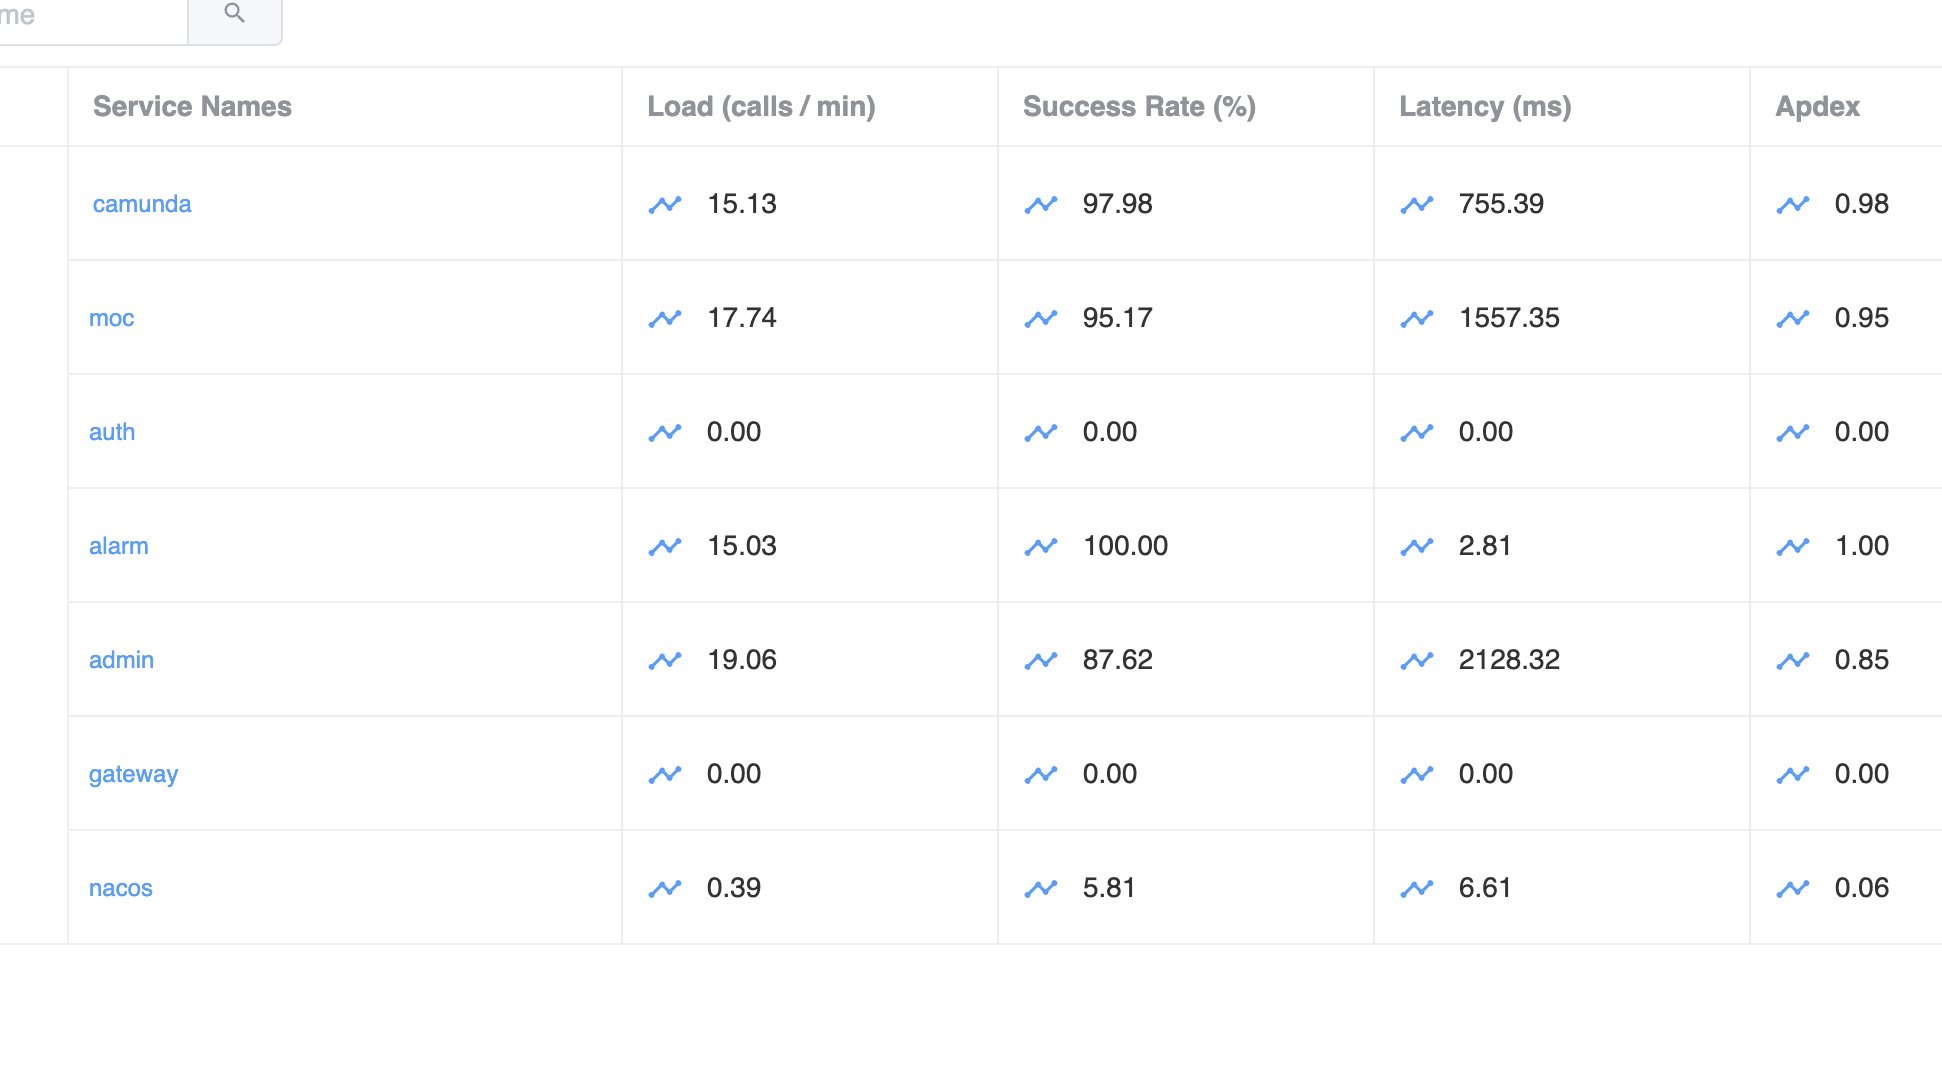 me
Service Names Load (calls / min) Success Rate (%) Latency (ms) Apdex
camunda 15.13 97.98 755.39 0.98
moc 17.74 95.17 1557.35 0.95
auth 0.00 0.00 0.00 0.00
alarm 15.03 100.00 2.81 1.00
admin 19.06 87.62 2128.32 0.85
gateway 0.00 0.00 0.00 0.00
nacos 0.39 5.81 6.61 0.06